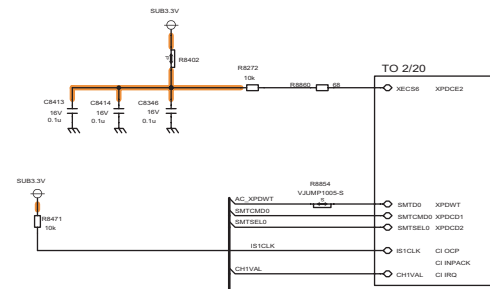 SUB3.3V
R8402
R8272
10k
R8860 68
TO 2/20
XECS6 XPDCE2
C8413
16V
0.1u
C8414
16V
0.1u
C8346
16V
0.1u
SUB3.3V
R8471
10k
R8854
VJUMP1005-S
AC_XPDWT
SMTCMD0
SMTSEL0
IS1CLK
CH1VAL
SMTD0 XPDWT
SMTCMD0 XPDCD1
SMTSEL0 XPDCD2
IS1CLK CI OCP
CI INPACK
CH1VAL CI IRQ